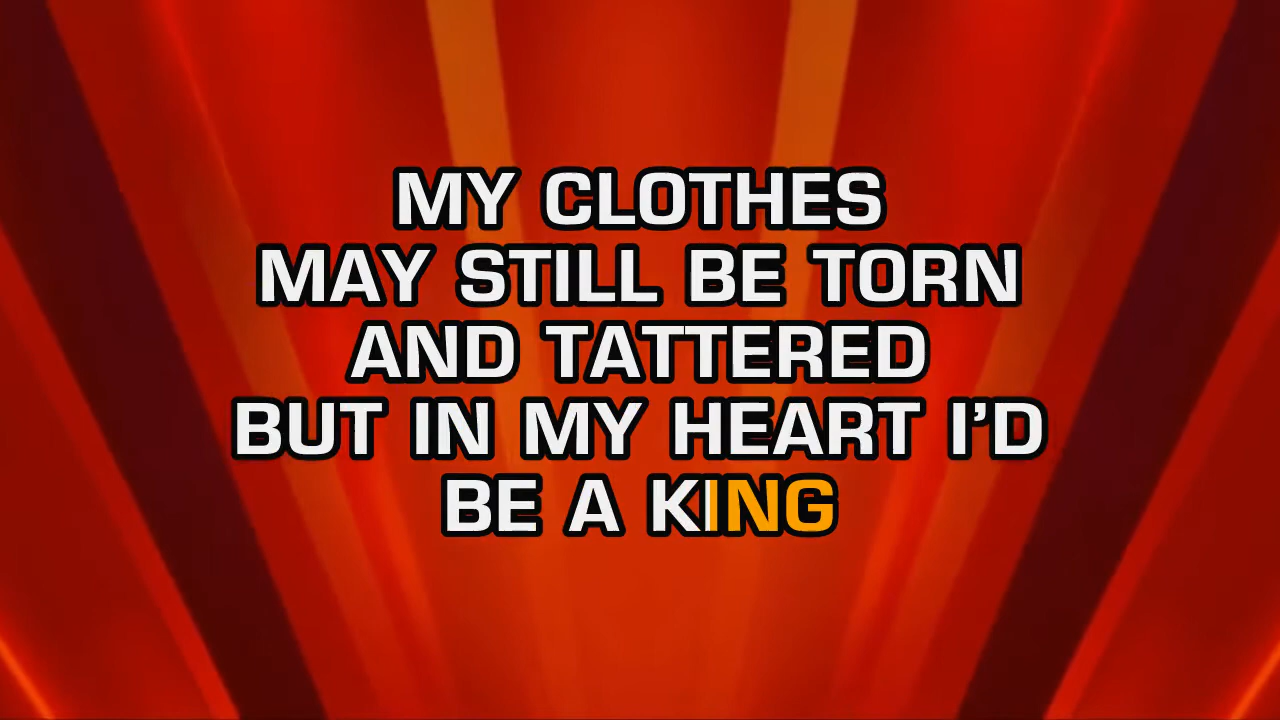 MY CLOTHES
MAY STILL BE TORN
AND TATTERED
BUT IN MY HEART I’D
BE A KING